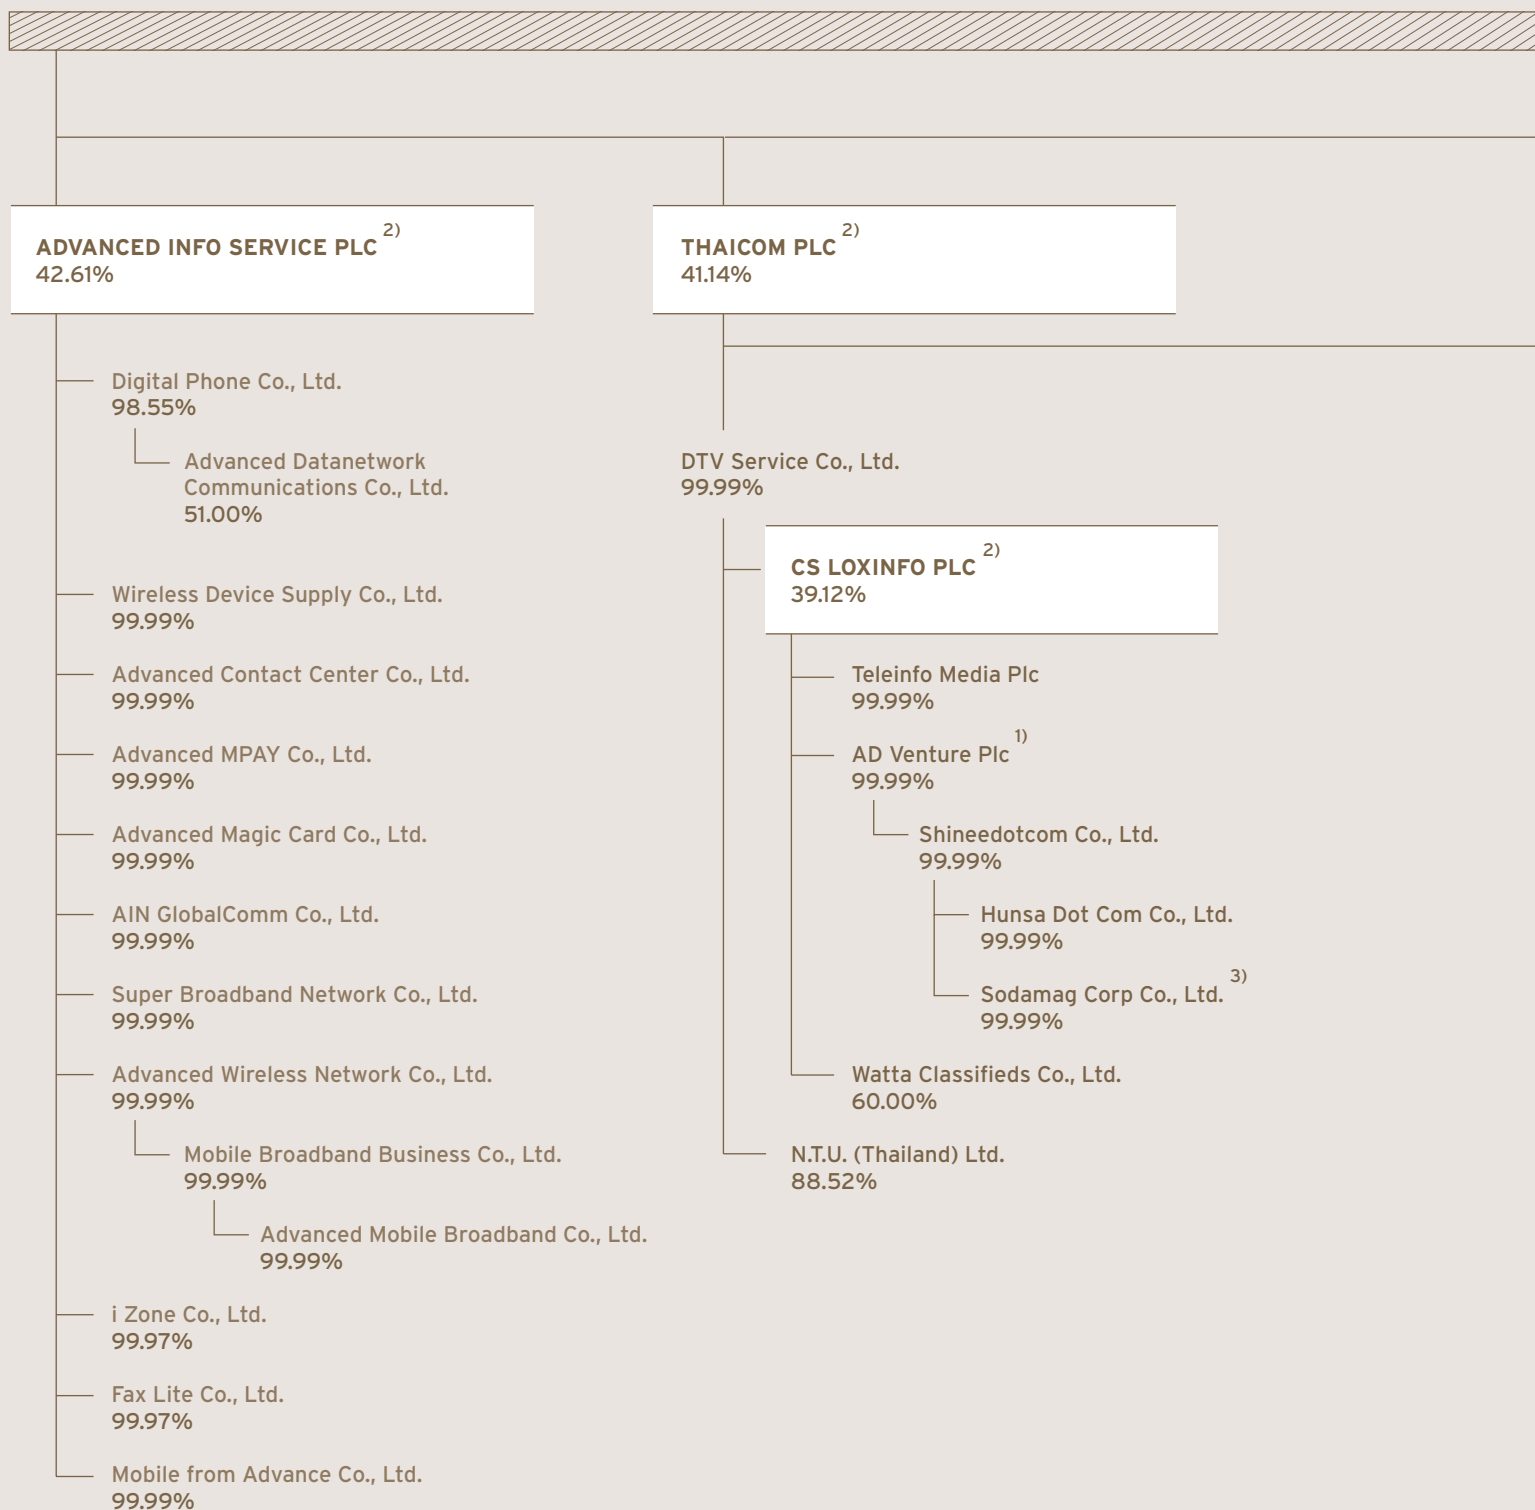 ADVANCED INFO SERVICE PLC 2)
42.61%
Digital Phone Co., Ltd.
98.55%
Advanced Datanetwork
Communications Co., Ltd.
51.00%
Wireless Device Supply Co., Ltd.
99.99%
Advanced Contact Center Co., Ltd.
99.99%
Advanced MPAY Co., Ltd.
99.99%
Advanced Magic Card Co., Ltd.
99.99%
AIN GlobalComm Co., Ltd.
99.99%
Super Broadband Network Co., Ltd.
99.99%
Advanced Wireless Network Co., Ltd.
99.99%
Mobile Broadband Business Co., Ltd.
99.99%
Advanced Mobile Broadband Co., Ltd.
99.99%
i Zone Co., Ltd.
99.97%
Fax Lite Co., Ltd.
99.97%
Mobile from Advance Co., Ltd.
99.99%
THAICOM PLC 2)
41.14%
DTV Service Co., Ltd.
99.99%
CS LOXINFO PLC 2)
39.12%
Teleinfo Media Plc
99.99%
AD Venture Plc 1)
99.99%
Shineedotcom Co., Ltd.
99.99%
Hunsa Dot Com Co., Ltd.
99.99%
Sodamag Corp Co., Ltd. 3)
99.99%
Watta Classifieds Co., Ltd.
60.00%
N.T.U. (Thailand) Ltd.
88.52%